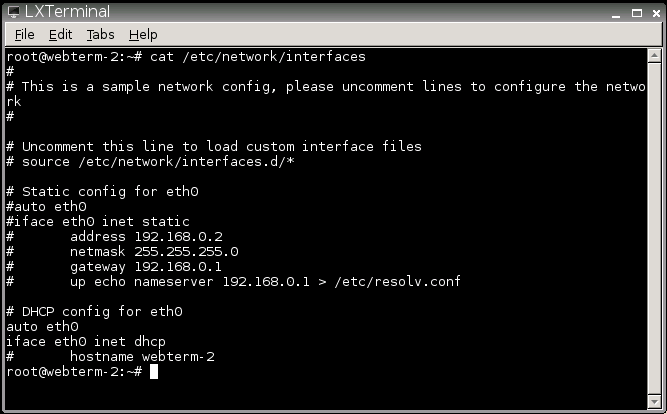 LXTerminal
File Edit Tabs Help
root@webterm-2:~# cat /etc/network/interfaces
#
# This is a sample network config, please uncomment lines to configure the netwo
rk
#
# Uncomment this line to load custom interface files
# source /etc/network/interfaces.d/*
# Static config for eth0
#auto eth0
#iface eth0 inet static
#       address 192.168.0.2
#       netmask 255.255.255.0
#       gateway 192.168.0.1
#       up echo nameserver 192.168.0.1 > /etc/resolv.conf
# DHCP config for eth0
auto eth0
iface eth0 inet dhcp
#       hostname webterm-2
root@webterm-2:~#